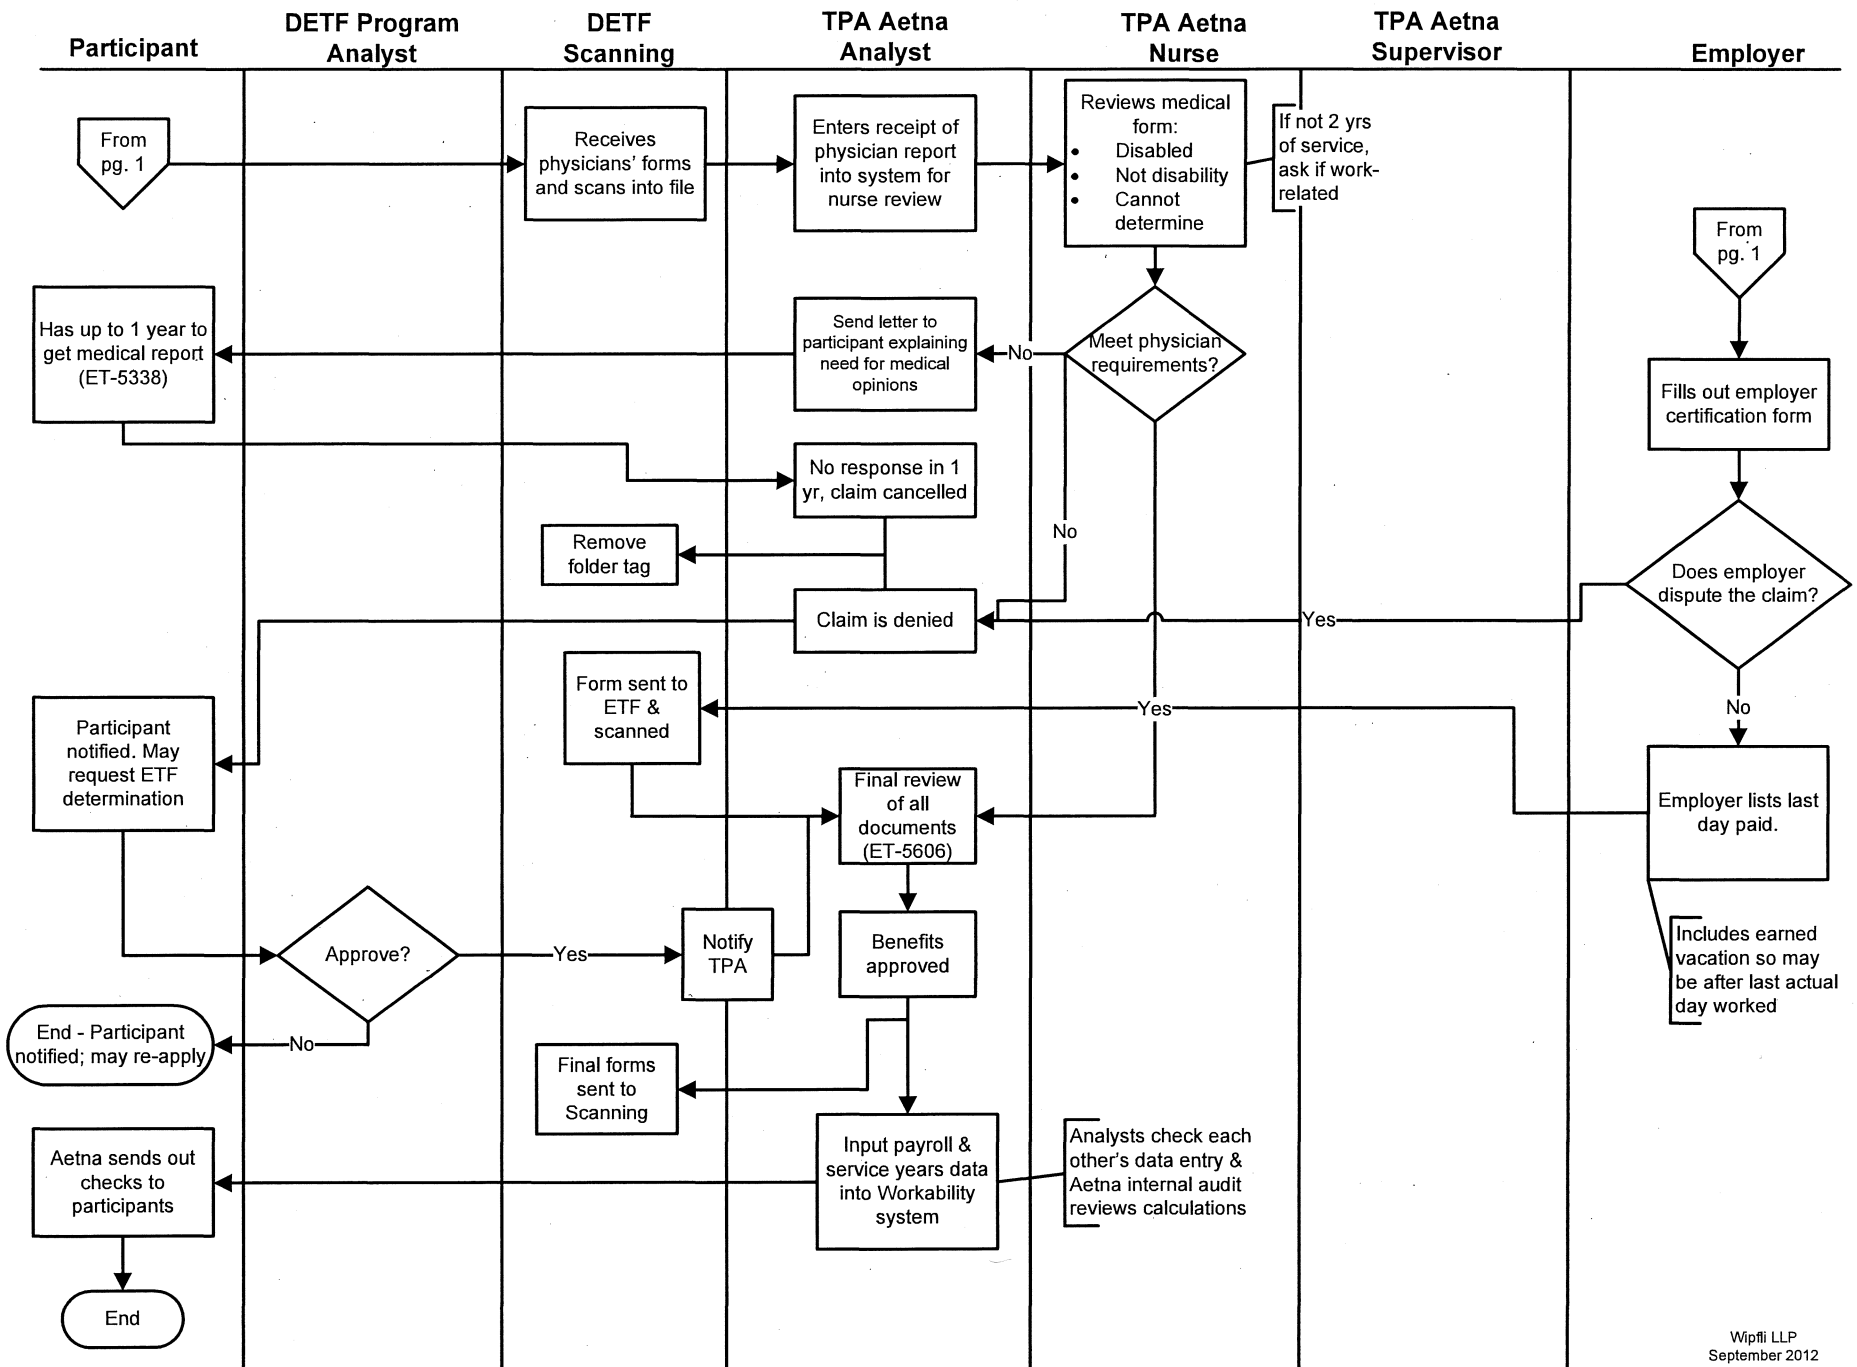 Participant
DETF Program
Analyst
DETF
Scanning
TPA Aetna
Analyst
TPA Aetna
Nurse
TPA Aetna
Supervisor
Employer
From
pg. 1
Receives
physicians' forms
and scans into file
Enters receipt of
physician report
into system for
nurse review
Reviews medical
form:
• Disabled
• Not disability
• Cannot
determine
If not 2 yrs
of service,
ask if work-
related
From
pg. 1
Has up to 1 year to
get medical report
(ET-5338)
Send letter to
participant explaining
need for medical
opinions
No
Meet physician
requirements?
Fills out employer
certification form
No response in 1
yr, claim cancelled
No
Remove
folder tag
Does employer
dispute the claim?
Claim is denied
Yes
Form sent to
ETF &
scanned
Yes
No
Participant
notified. May
request ETF
determination
Final review
of all
documents
(ET-5606)
Employer lists last
day paid.
Approve?
Yes
Notify
TPA
Benefits
approved
Includes earned
vacation so may
be after last actual
day worked
End - Participant
notified; may re-apply
No
Final forms
sent to
Scanning
Aetna sends out
checks to
participants
Input payroll &
service years data
into Workability
system
Analysts check each
other's data entry &
Aetna internal audit
reviews calculations
End
Wipfli LLP
September 2012